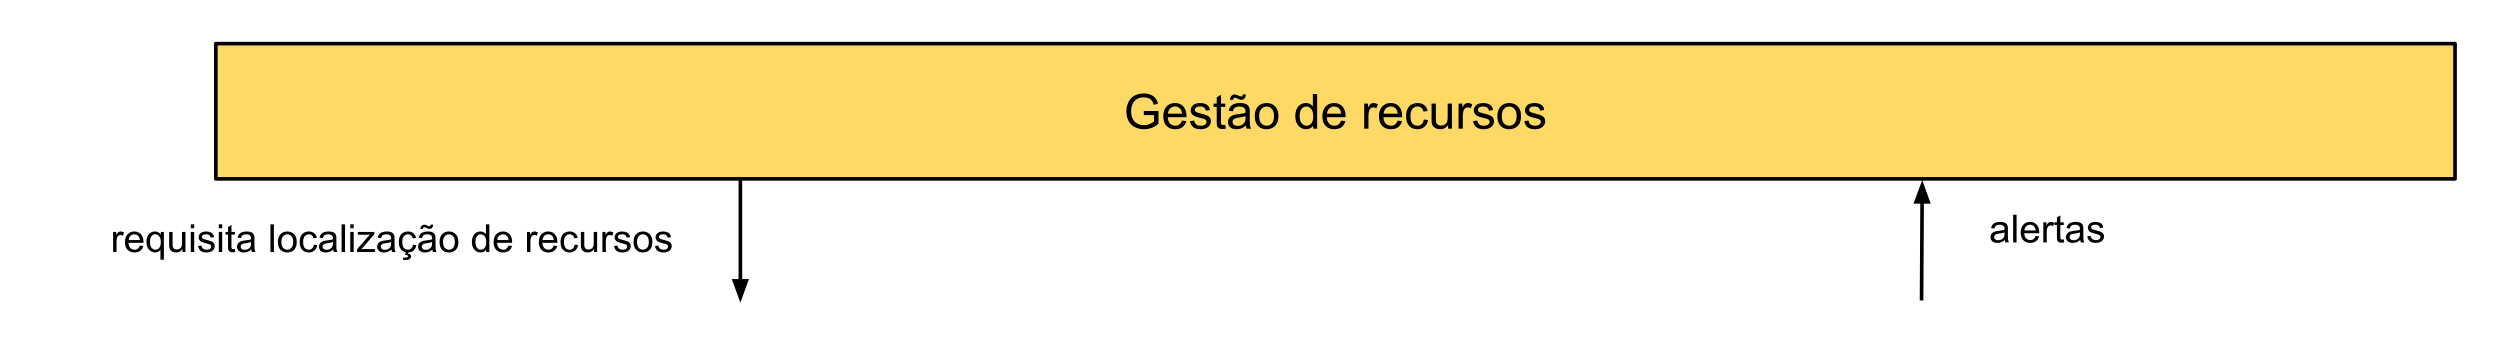 Gestão de recursos
requisita localização de recursos
alertas